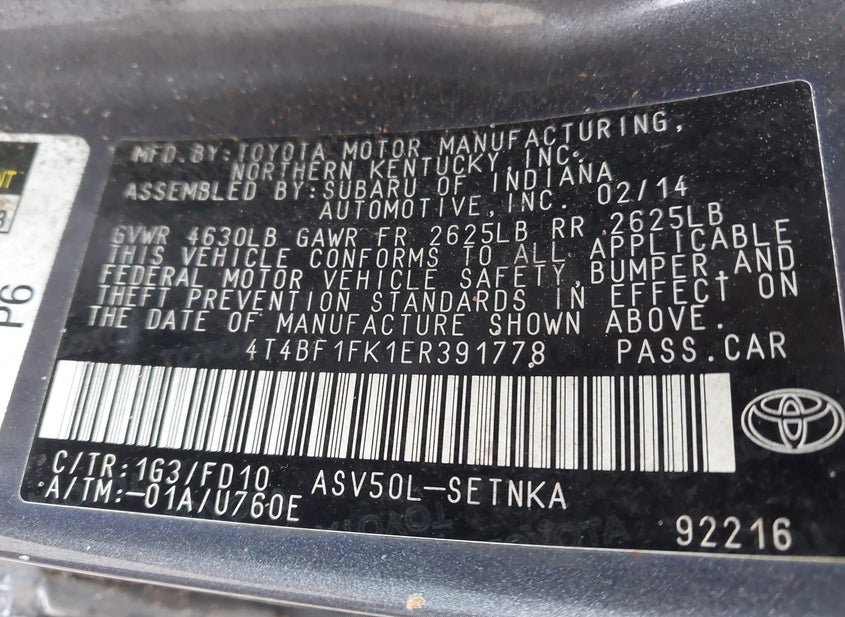 MFD.BY:TOYOTA MOTOR MANUFACTURING,
NORTHERN KENTUCKY,INC.
ASSEMBLED BY:SUBARU OF INDIANA
AUTOMOTIVE,INC. 02/14
GVWR 4630LB GAWR FR 2625LB RR 2625LB
THIS VEHICLE CONFORMS TO ALL APPLICABLE
FEDERAL MOTOR VEHICLE SAFETY,BUMPER,AND
THEFT PREVENTION STANDARDS IN EFFECT ON
THE DATE OF MANUFACTURE SHOWN ABOVE.
4T4BF1FK1ER391778 PASS.CAR
C/TR:1G3/FD10 ASV50L-SETNKA
A/TM:-01A/U760E
92216
P6